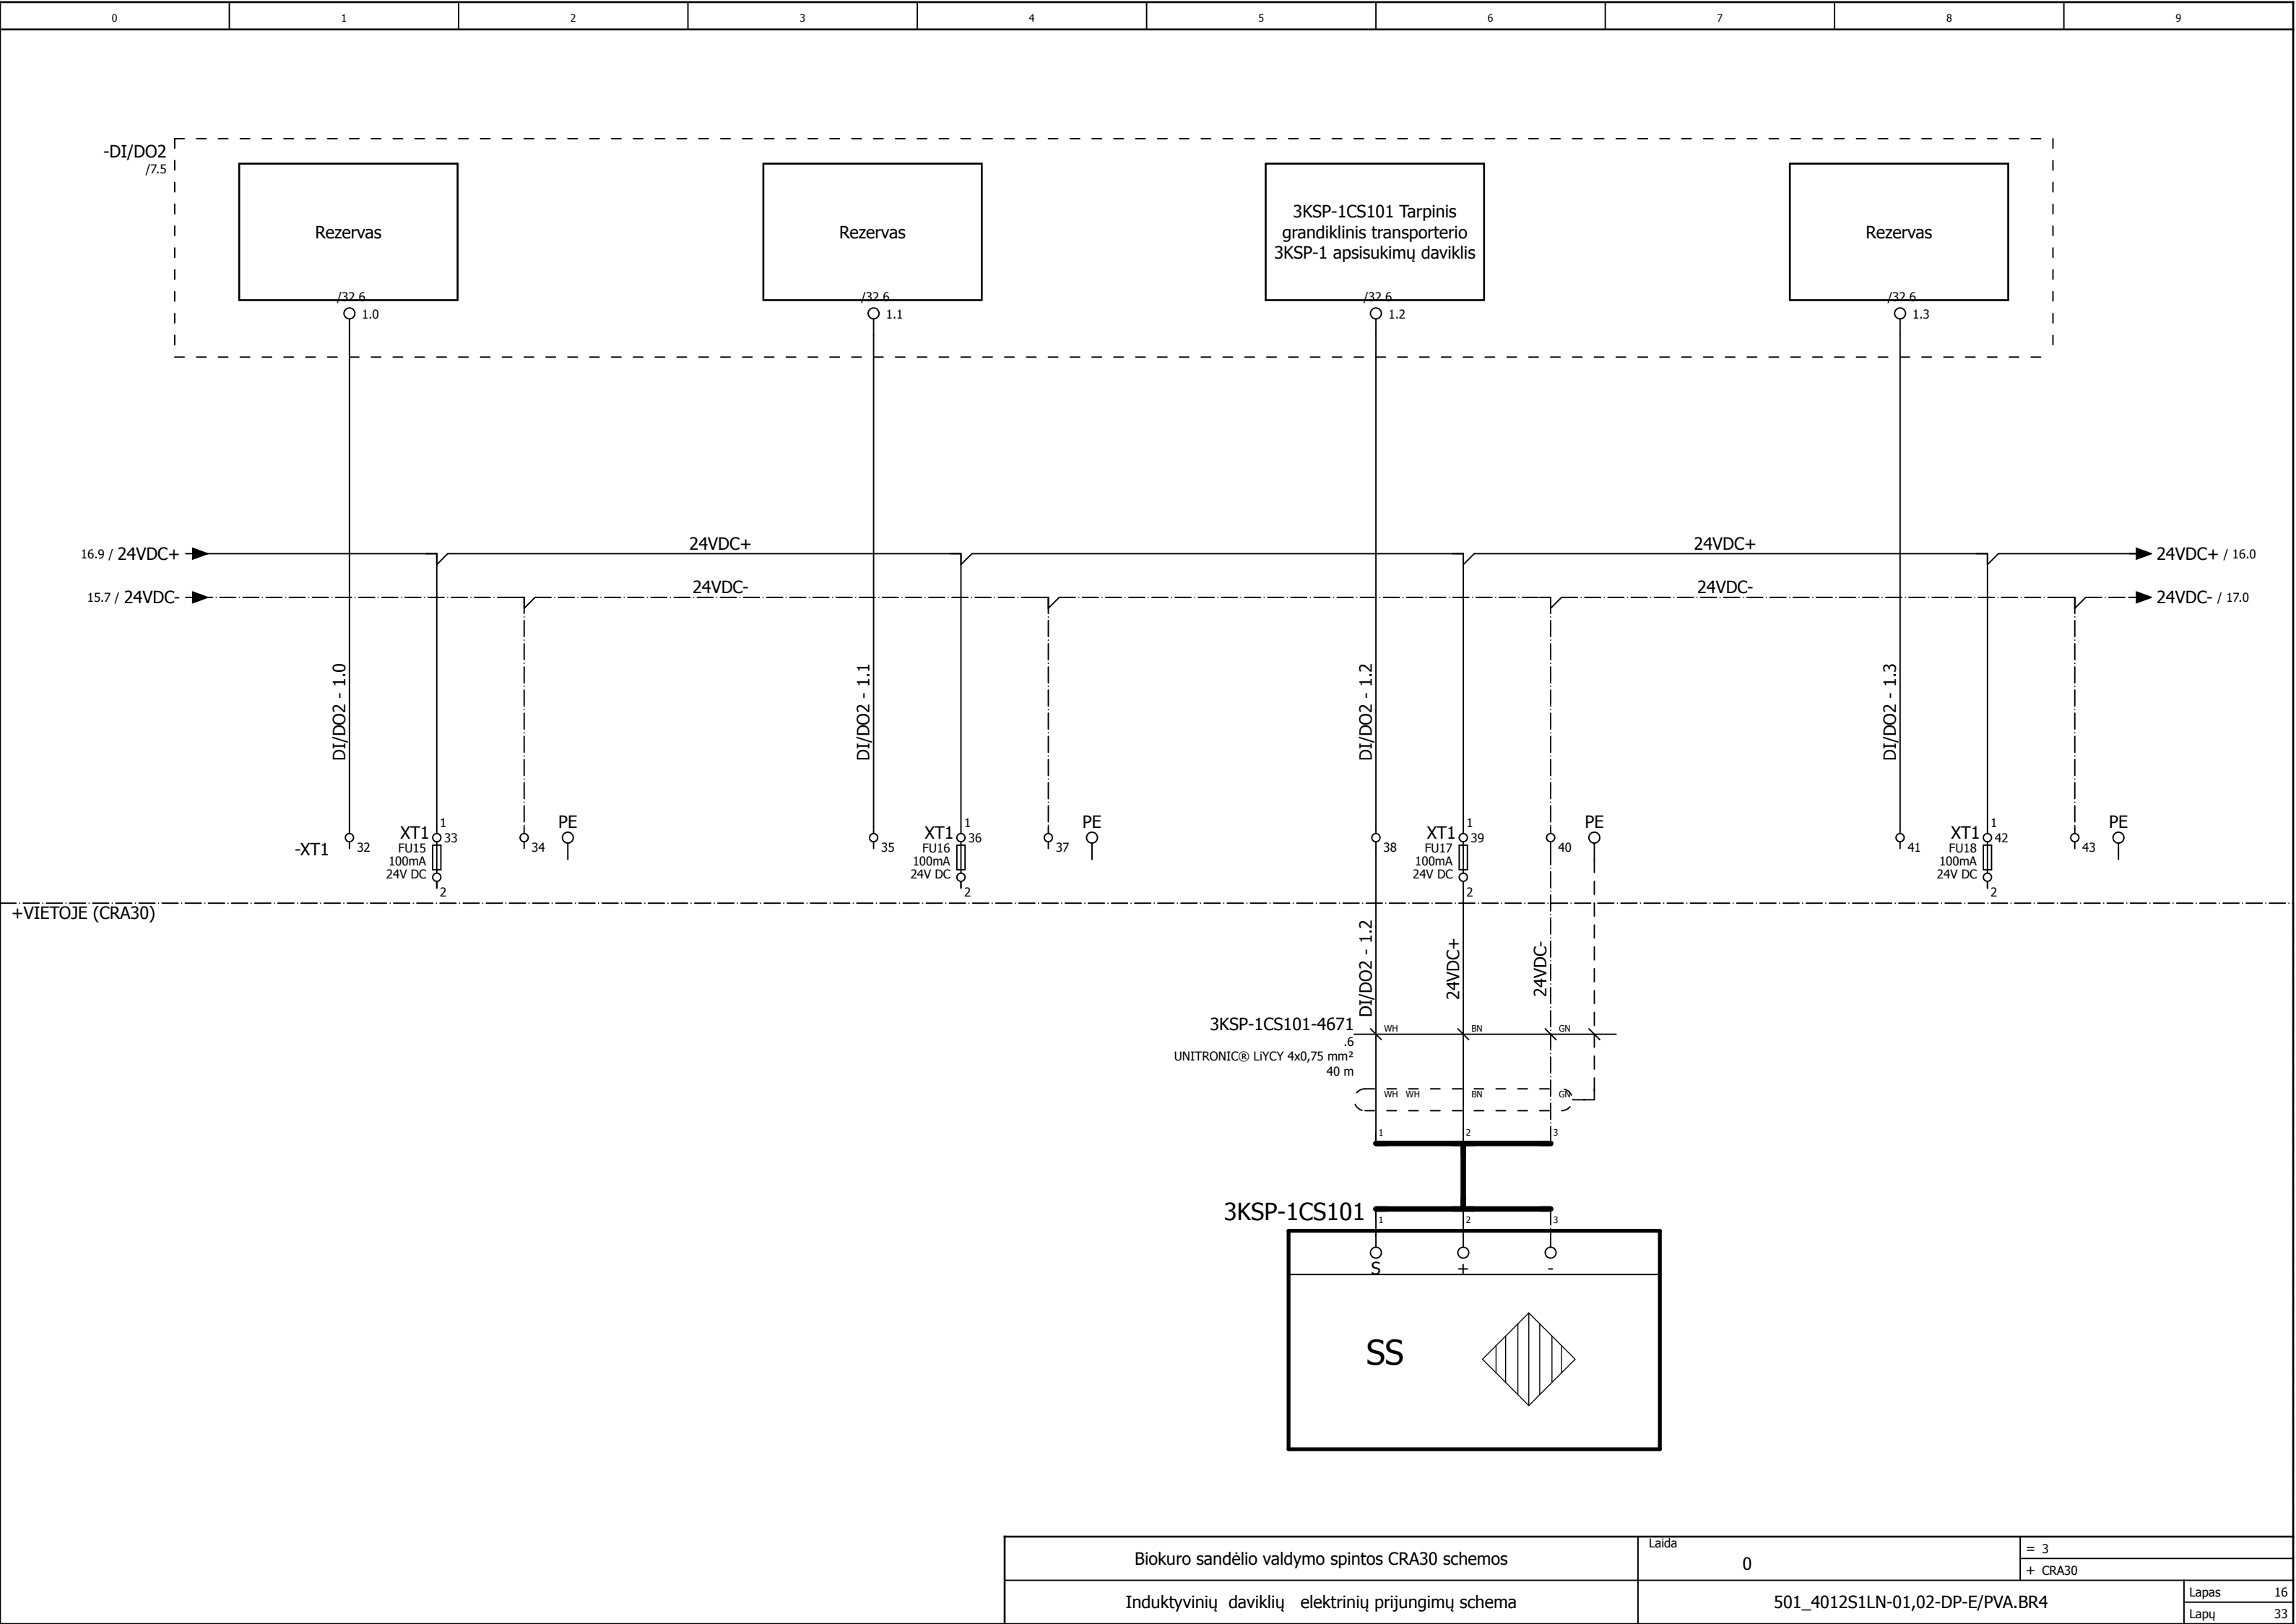 0 1 2 3 4 5 6 7 8 9
-DI/DO2
/7.5
Rezervas
/32.6
1.0
Rezervas
/32.6
1.1
3KSP-1CS101 Tarpinis
grandiklinis transporterio
3KSP-1 apsisukimų daviklis
/32.6
1.2
Rezervas
/32.6
1.3
16.9 / 24VDC+ 24VDC+ 24VDC+ 24VDC+ / 16.0
15.7 / 24VDC- 24VDC- 24VDC- 24VDC- / 17.0
DI/DO2 - 1.0
DI/DO2 - 1.1
DI/DO2 - 1.2
DI/DO2 - 1.3
-XT1
32
XT1
1
33
FU15
100mA
24V DC
2
34
PE
35
XT1
1
36
FU16
100mA
24V DC
2
37
PE
38
XT1
1
39
FU17
100mA
24V DC
2
40
PE
41
XT1
1
42
FU18
100mA
24V DC
2
43
PE
+VIETOJE (CRA30)
DI/DO2 - 1.2
24VDC+
24VDC-
3KSP-1CS101-4671
.6
UNITRONIC® LiYCY 4x0,75 mm²
40 m
WH BN GN
WH WH BN GN
1 2 3
3KSP-1CS101
1 2 3
S + -
SS
Biokuro sandėlio valdymo spintos CRA30 schemos
Laida
0
= 3
+ CRA30
Induktyvinių daviklių elektrinių prijungimų schema
501_4012S1LN-01,02-DP-E/PVA.BR4
Lapas 16
Lapų 33